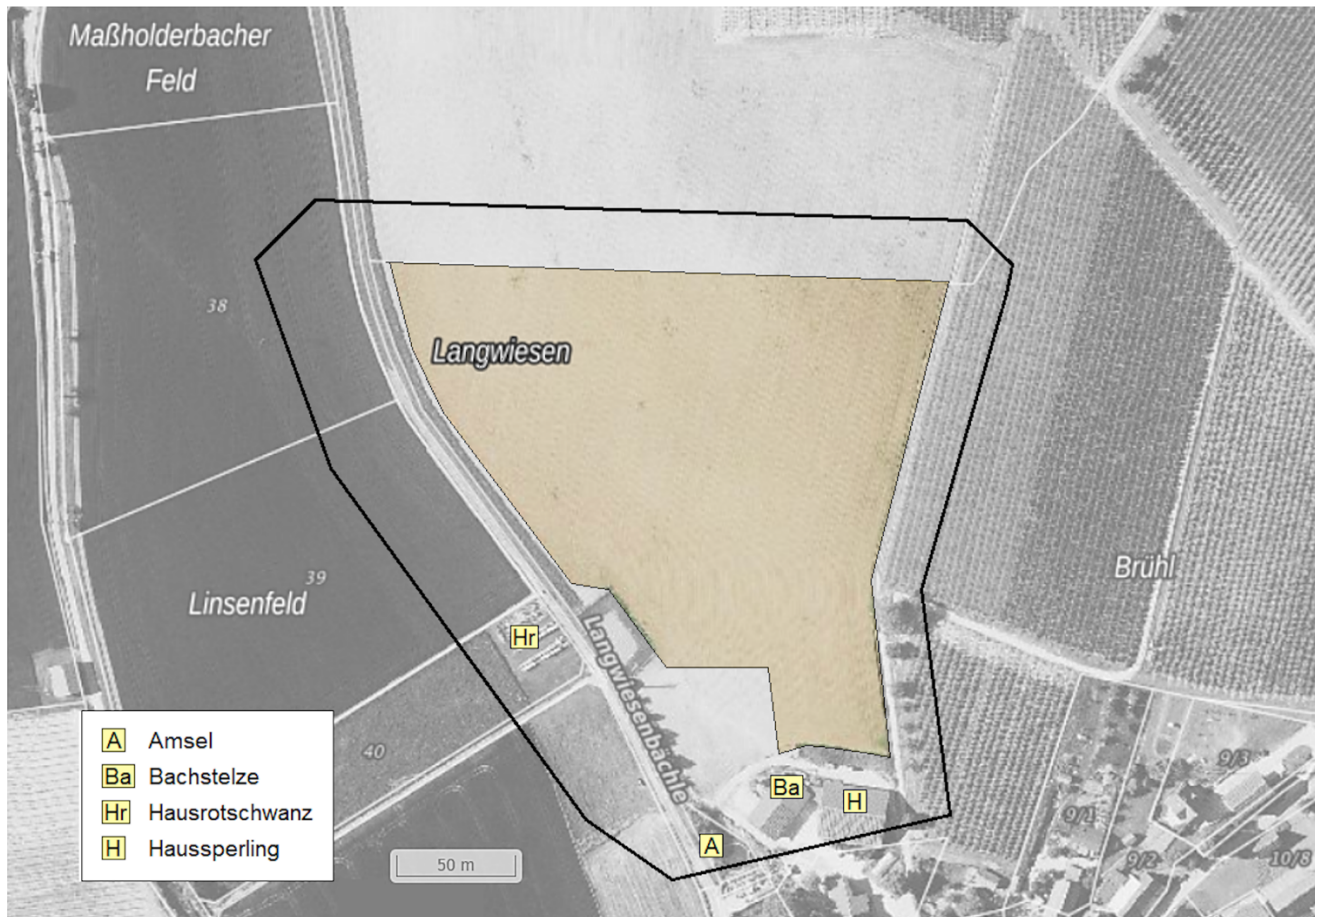 Maßholderbacher
Feld
38
Langwiesen
Brühl
39
Linsenfeld
Hr
Langwiesenbächle
40
9/3
Ba
H
9/1
A
9/2
10/8
A Amsel
Ba Bachstelze
Hr Hausrotschwanz
H Haussperling
50 m